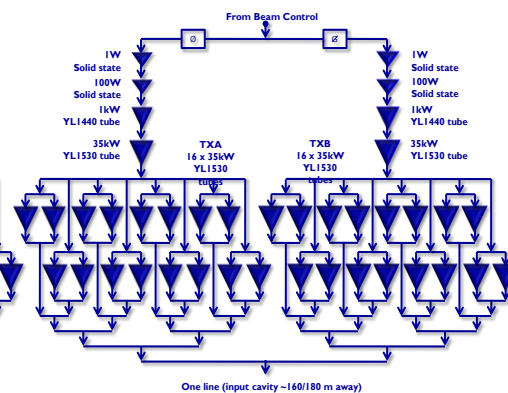 From Beam Control
Ø
Ø
1W
Solid state
100W
Solid state
1kW
YL1440 tube
35kW
YL1530 tube
TXA
16 x 35kW
YL1530
tubes
TXB
16 x 35kW
YL1530
tubes
1W
Solid state
100W
Solid state
1kW
YL1440 tube
35kW
YL1530 tube
One line (input cavity ~160/180 m away)